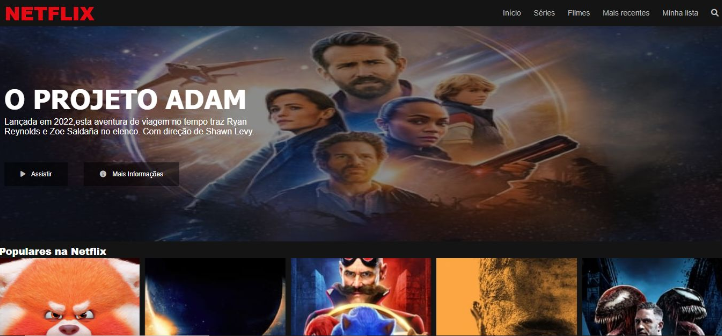 NETFLIX
Início Séries Filmes Mais recentes Minha lista
O PROJETO ADAM
Lançada em 2022,esta aventura de viagem no tempo traz Ryan
Reynolds e Zoe Saldaña no elenco. Com direção de Shawn Levy
Assistir Mais Informações
Populares na Netflix